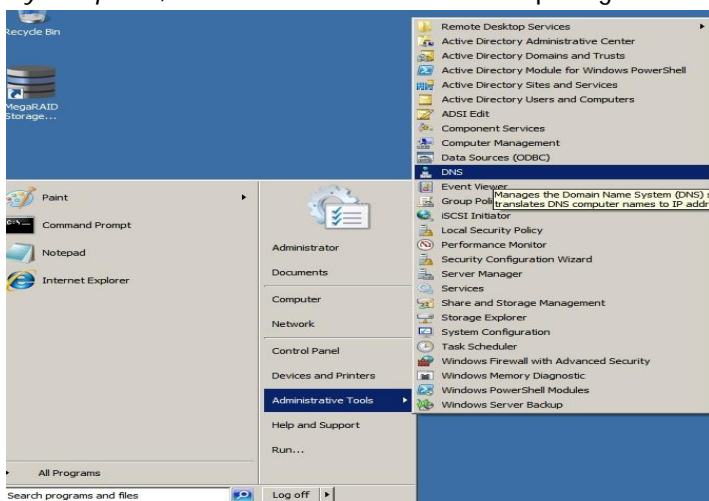 Recycle Bin
MegaRAID
Storage...
Paint
Command Prompt
Notepad
Internet Explorer
All Programs
Search programs and files
Administrator
Documents
Computer
Network
Control Panel
Devices and Printers
Administrative Tools
Help and Support
Run...
Log off
Remote Desktop Services
Active Directory Administrative Center
Active Directory Domains and Trusts
Active Directory Module for Windows PowerShell
Active Directory Sites and Services
Active Directory Users and Computers
ADSI Edit
Component Services
Computer Management
Data Sources (ODBC)
DNS
Event Viewer
Manages the Domain Name System (DNS) s
translates DNS computer names to IP addr
Group Poli
iSCSI Initiator
Local Security Policy
Performance Monitor
Security Configuration Wizard
Server Manager
Services
Share and Storage Management
Storage Explorer
System Configuration
Task Scheduler
Windows Firewall with Advanced Security
Windows Memory Diagnostic
Windows PowerShell Modules
Windows Server Backup